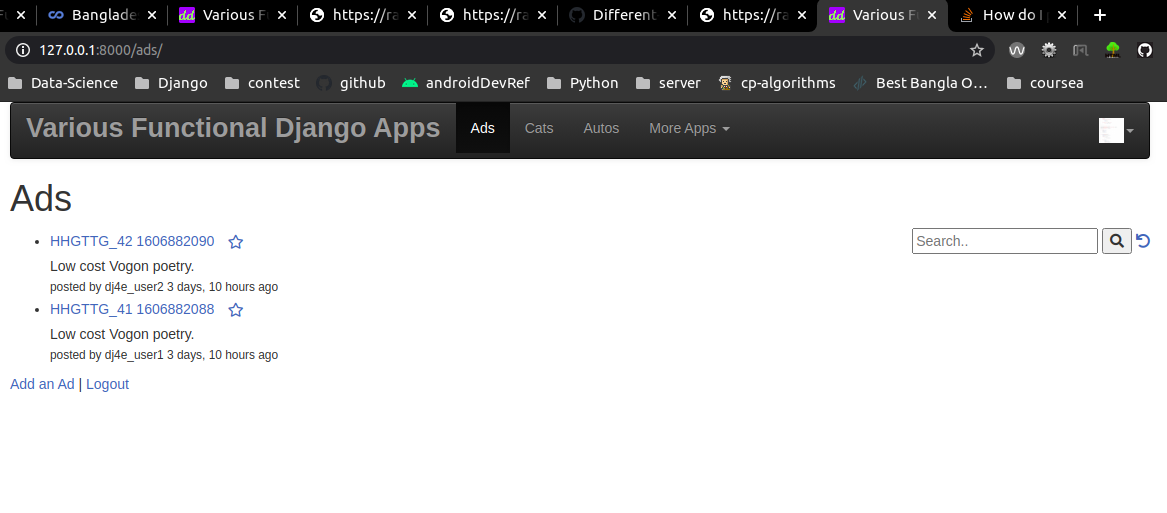 Banglade
Various Fu
https://ra
https://ra
Different
https://ra
Various Fu
How do I
127.0.0.1:8000/ads/
Data-Science Django contest github androidDevRef Python server cp-algorithms Best Bangla O... coursea
Various Functional Django Apps Ads Cats Autos More Apps
Ads
HHGTTG_42 1606882090
Search..
Low cost Vogon poetry.
posted by dj4e_user2 3 days, 10 hours ago
HHGTTG_41 1606882088
Low cost Vogon poetry.
posted by dj4e_user1 3 days, 10 hours ago
Add an Ad | Logout